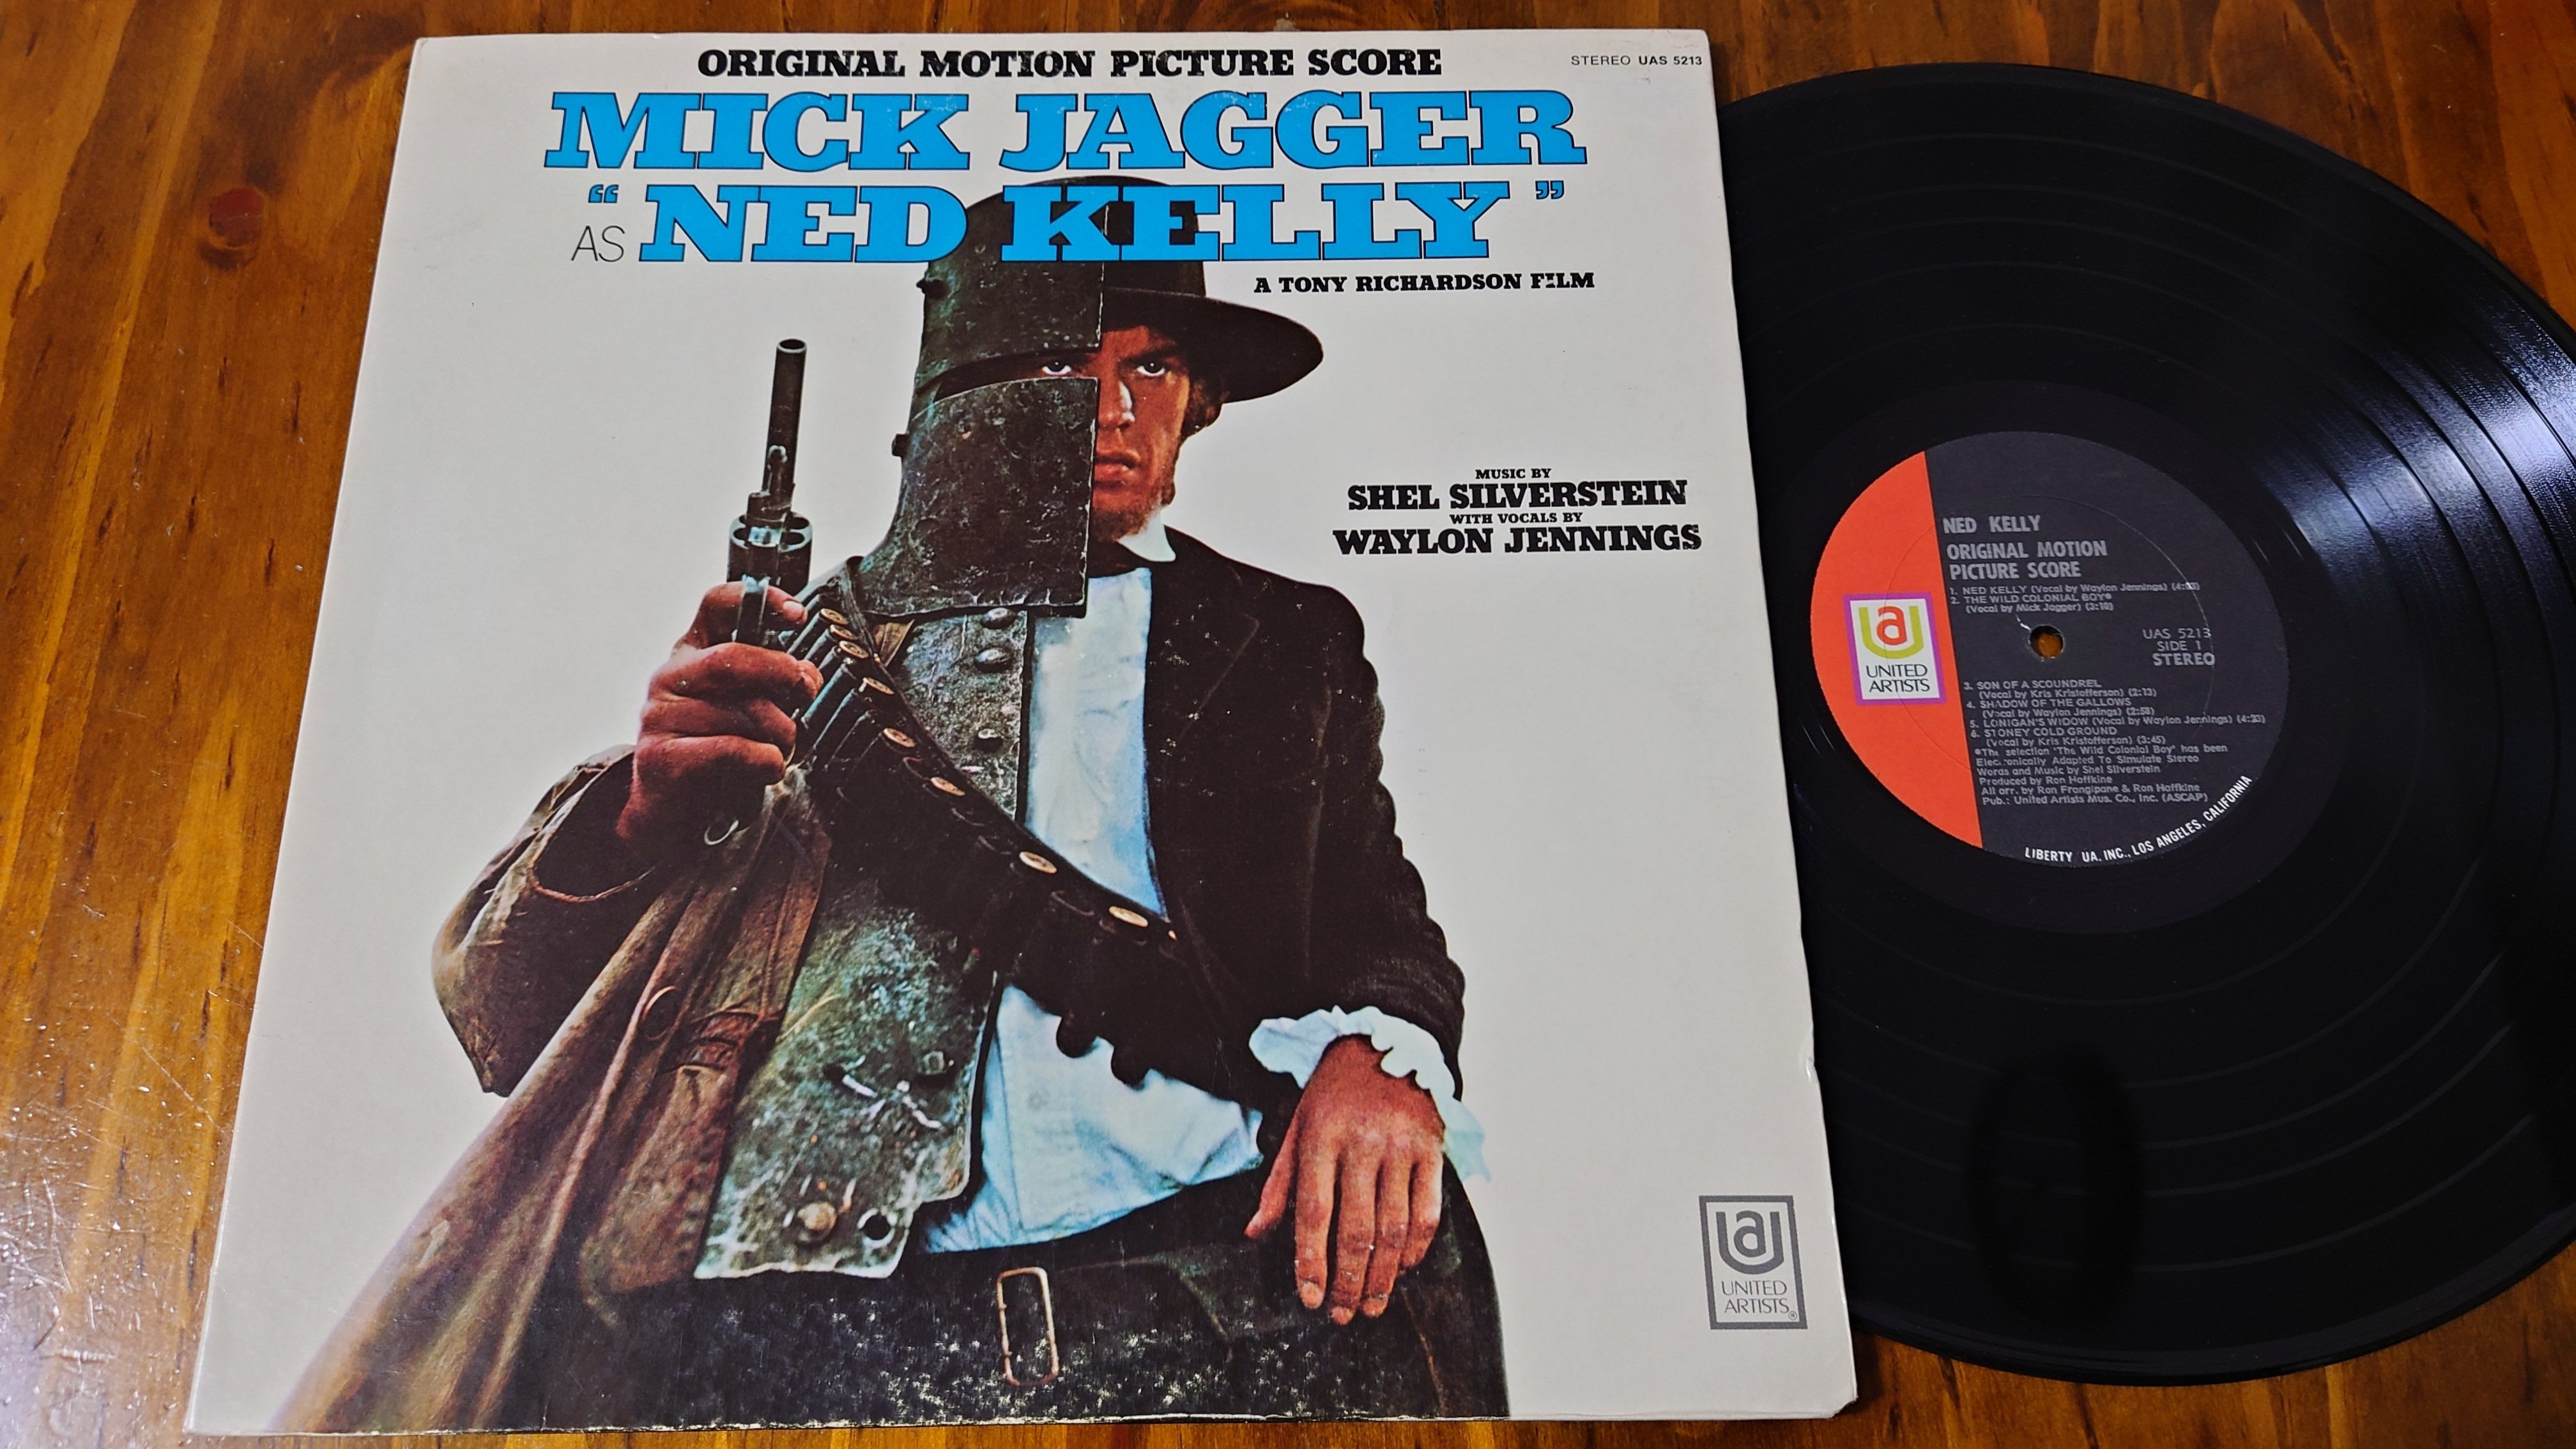 ORIGINAL MOTION PICTURE SCORE
STEREO UAS 5213
MICK JAGGER
AS "NED KELLY"
A TONY RICHARDSON FILM
MUSIC BY
SHEL SILVERSTEIN
WITH VOCALS BY
WAYLON JENNINGS
UNITED
ARTISTS®
NED KELLY
ORIGINAL MOTION
PICTURE SCORE
1. NED KELLY (Vocal by Waylon Jennings)
2. THE WILD COLONIAL BOY*
(Vocal by Mick Jagger) (3:10)
UAS 5213
SIDE 1
STEREO
ua
UNITED
ARTISTS
3. SON OF A SCOUNDREL
(Vocal by Kris Kristofferson) (2:13)
4. SHADOW OF THE GALLOWS
(Vocal by Waylon Jennings) (2:58)
5. LONIGAN'S WIDOW (Vocal by Waylon Jennings) (4:23)
6. STONEY COLD GROUND
(Vocal by Kris Kristofferson) (3:45)
*The selection 'The Wild Colonial Boy' has been
Electronically Adapted To Simulate Stereo
Words and Music by Shel Silverstein
Produced by Ron Haffkine
All arr. by Ron Frangipane & Ron Haffkine
Pub.: United Artists Mus. Co., Inc. (ASCAP)
LIBERTY UA, INC., LOS ANGELES, CALIFORNIA